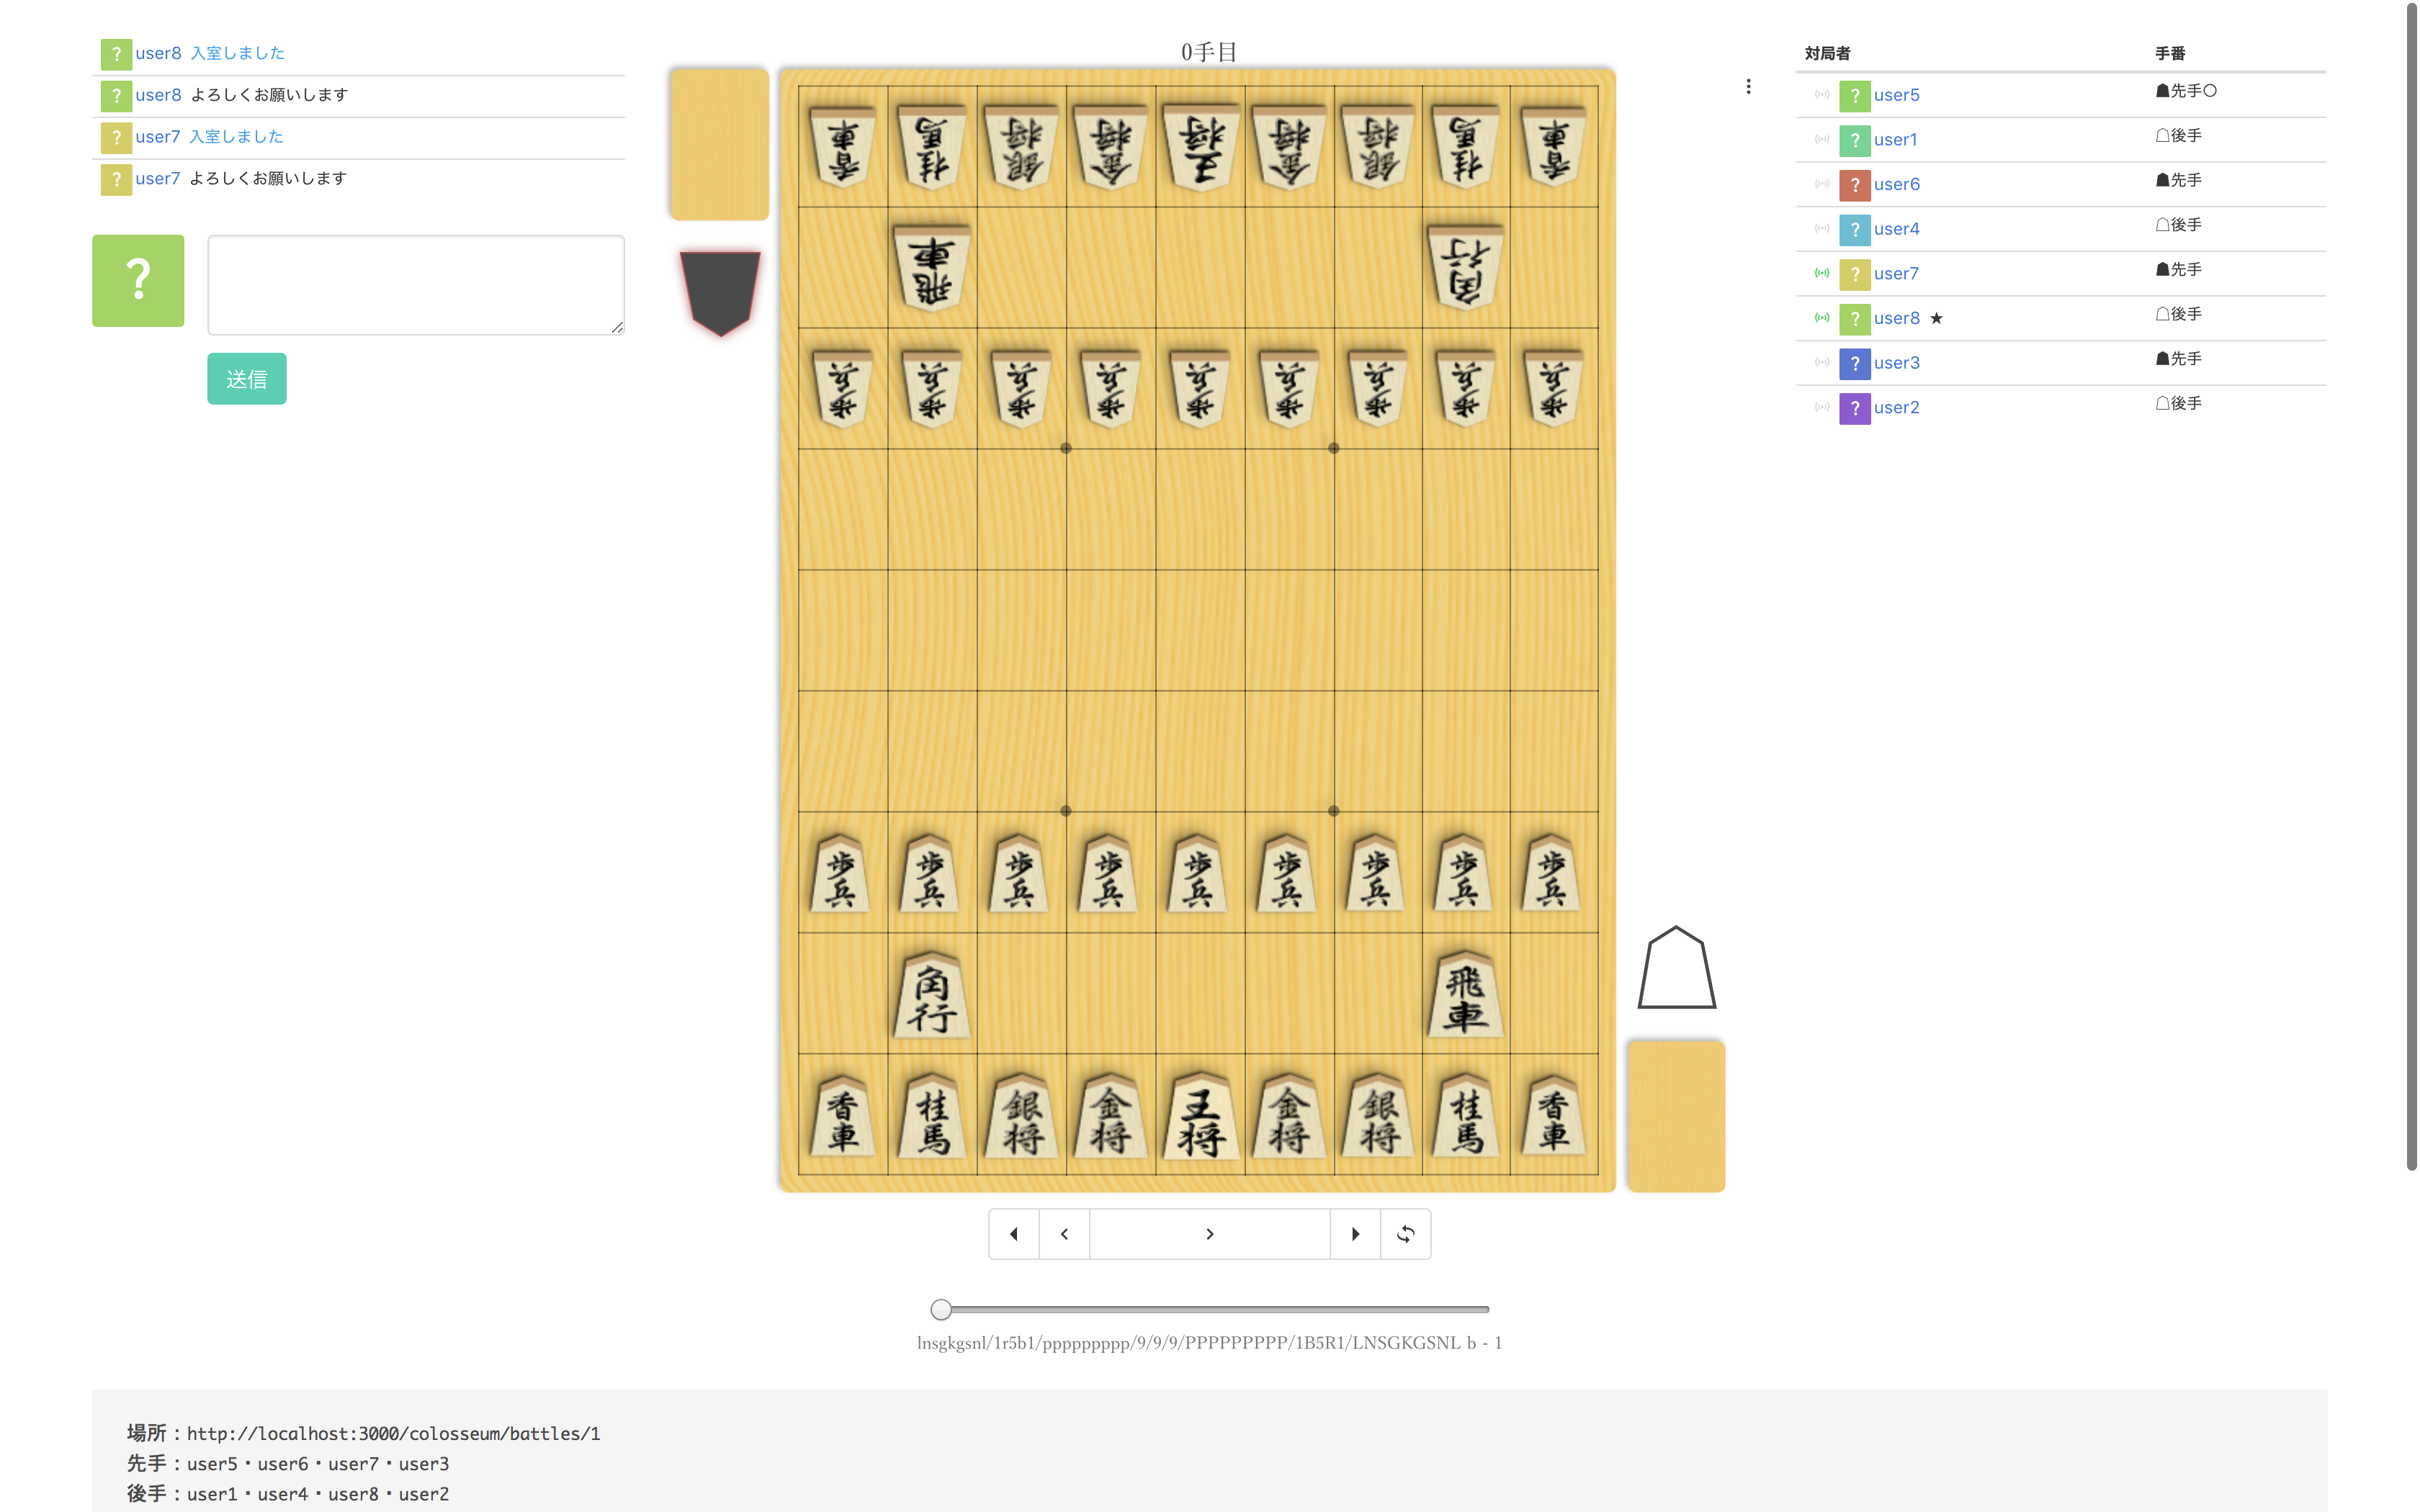 user8 入室しました
user8 よろしくお願いします
user7 入室しました
user7 よろしくお願いします
?
送信
0手目
香車 桂馬 銀将 金将 王将 金将 銀将 桂馬 香車
飛車 角行
歩兵 歩兵 歩兵 歩兵 歩兵 歩兵 歩兵 歩兵 歩兵
歩兵 歩兵 歩兵 歩兵 歩兵 歩兵 歩兵 歩兵 歩兵
角行 飛車
香車 桂馬 銀将 金将 王将 金将 銀将 桂馬 香車
lnsgkgsnl/1r5b1/ppppppppp/9/9/9/PPPPPPPPP/1B5R1/LNSGKGSNL b - 1
対局者 手番
? user5 ☗先手○
? user1 ☖後手
? user6 ☗先手
? user4 ☖後手
? user7 ☗先手
? user8 ★ ☖後手
? user3 ☗先手
? user2 ☖後手
場所：http://localhost:3000/colosseum/battles/1
先手：user5・user6・user7・user3
後手：user1・user4・user8・user2